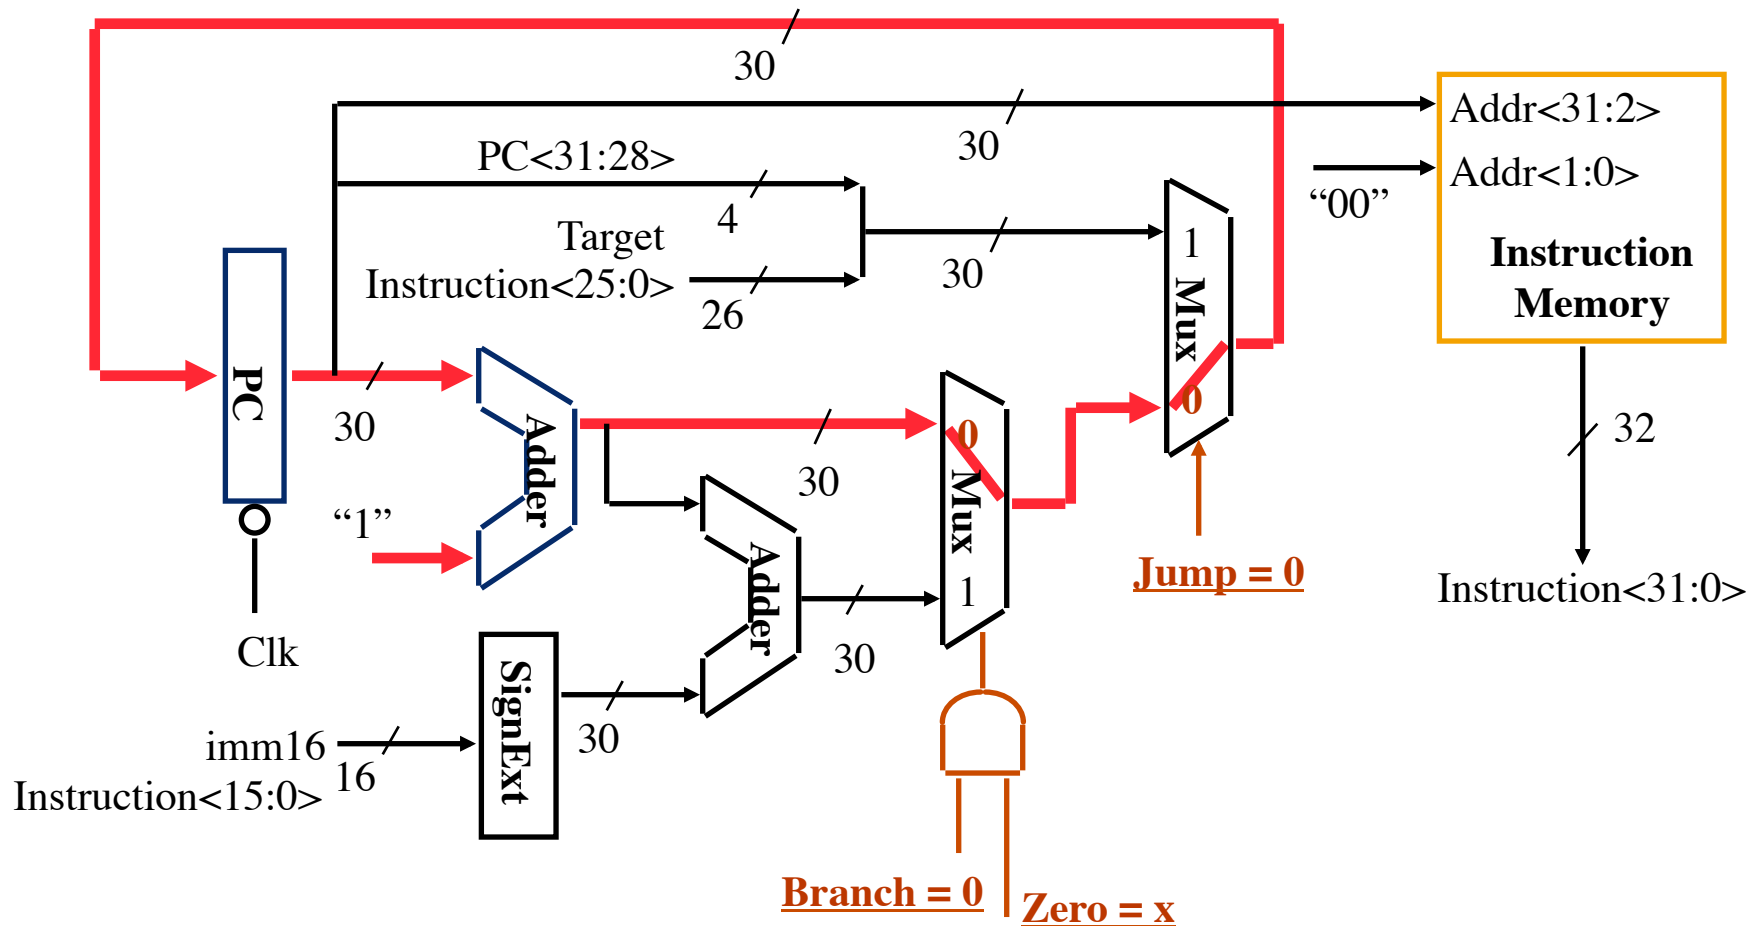 30
Addr<31:2>
30
PC<31:28>
Addr<1:0>
“00”
4
Target
1
Instruction<25:0>
30
26
Instruction
Memory
Mux
PC
0
30
Adder
0
32
30
“1”
Mux
Adder
Jump = 0
1
Instruction<31:0>
Clk
30
SignExt
30
imm16
16
Instruction<15:0>
Branch = 0
Zero = x